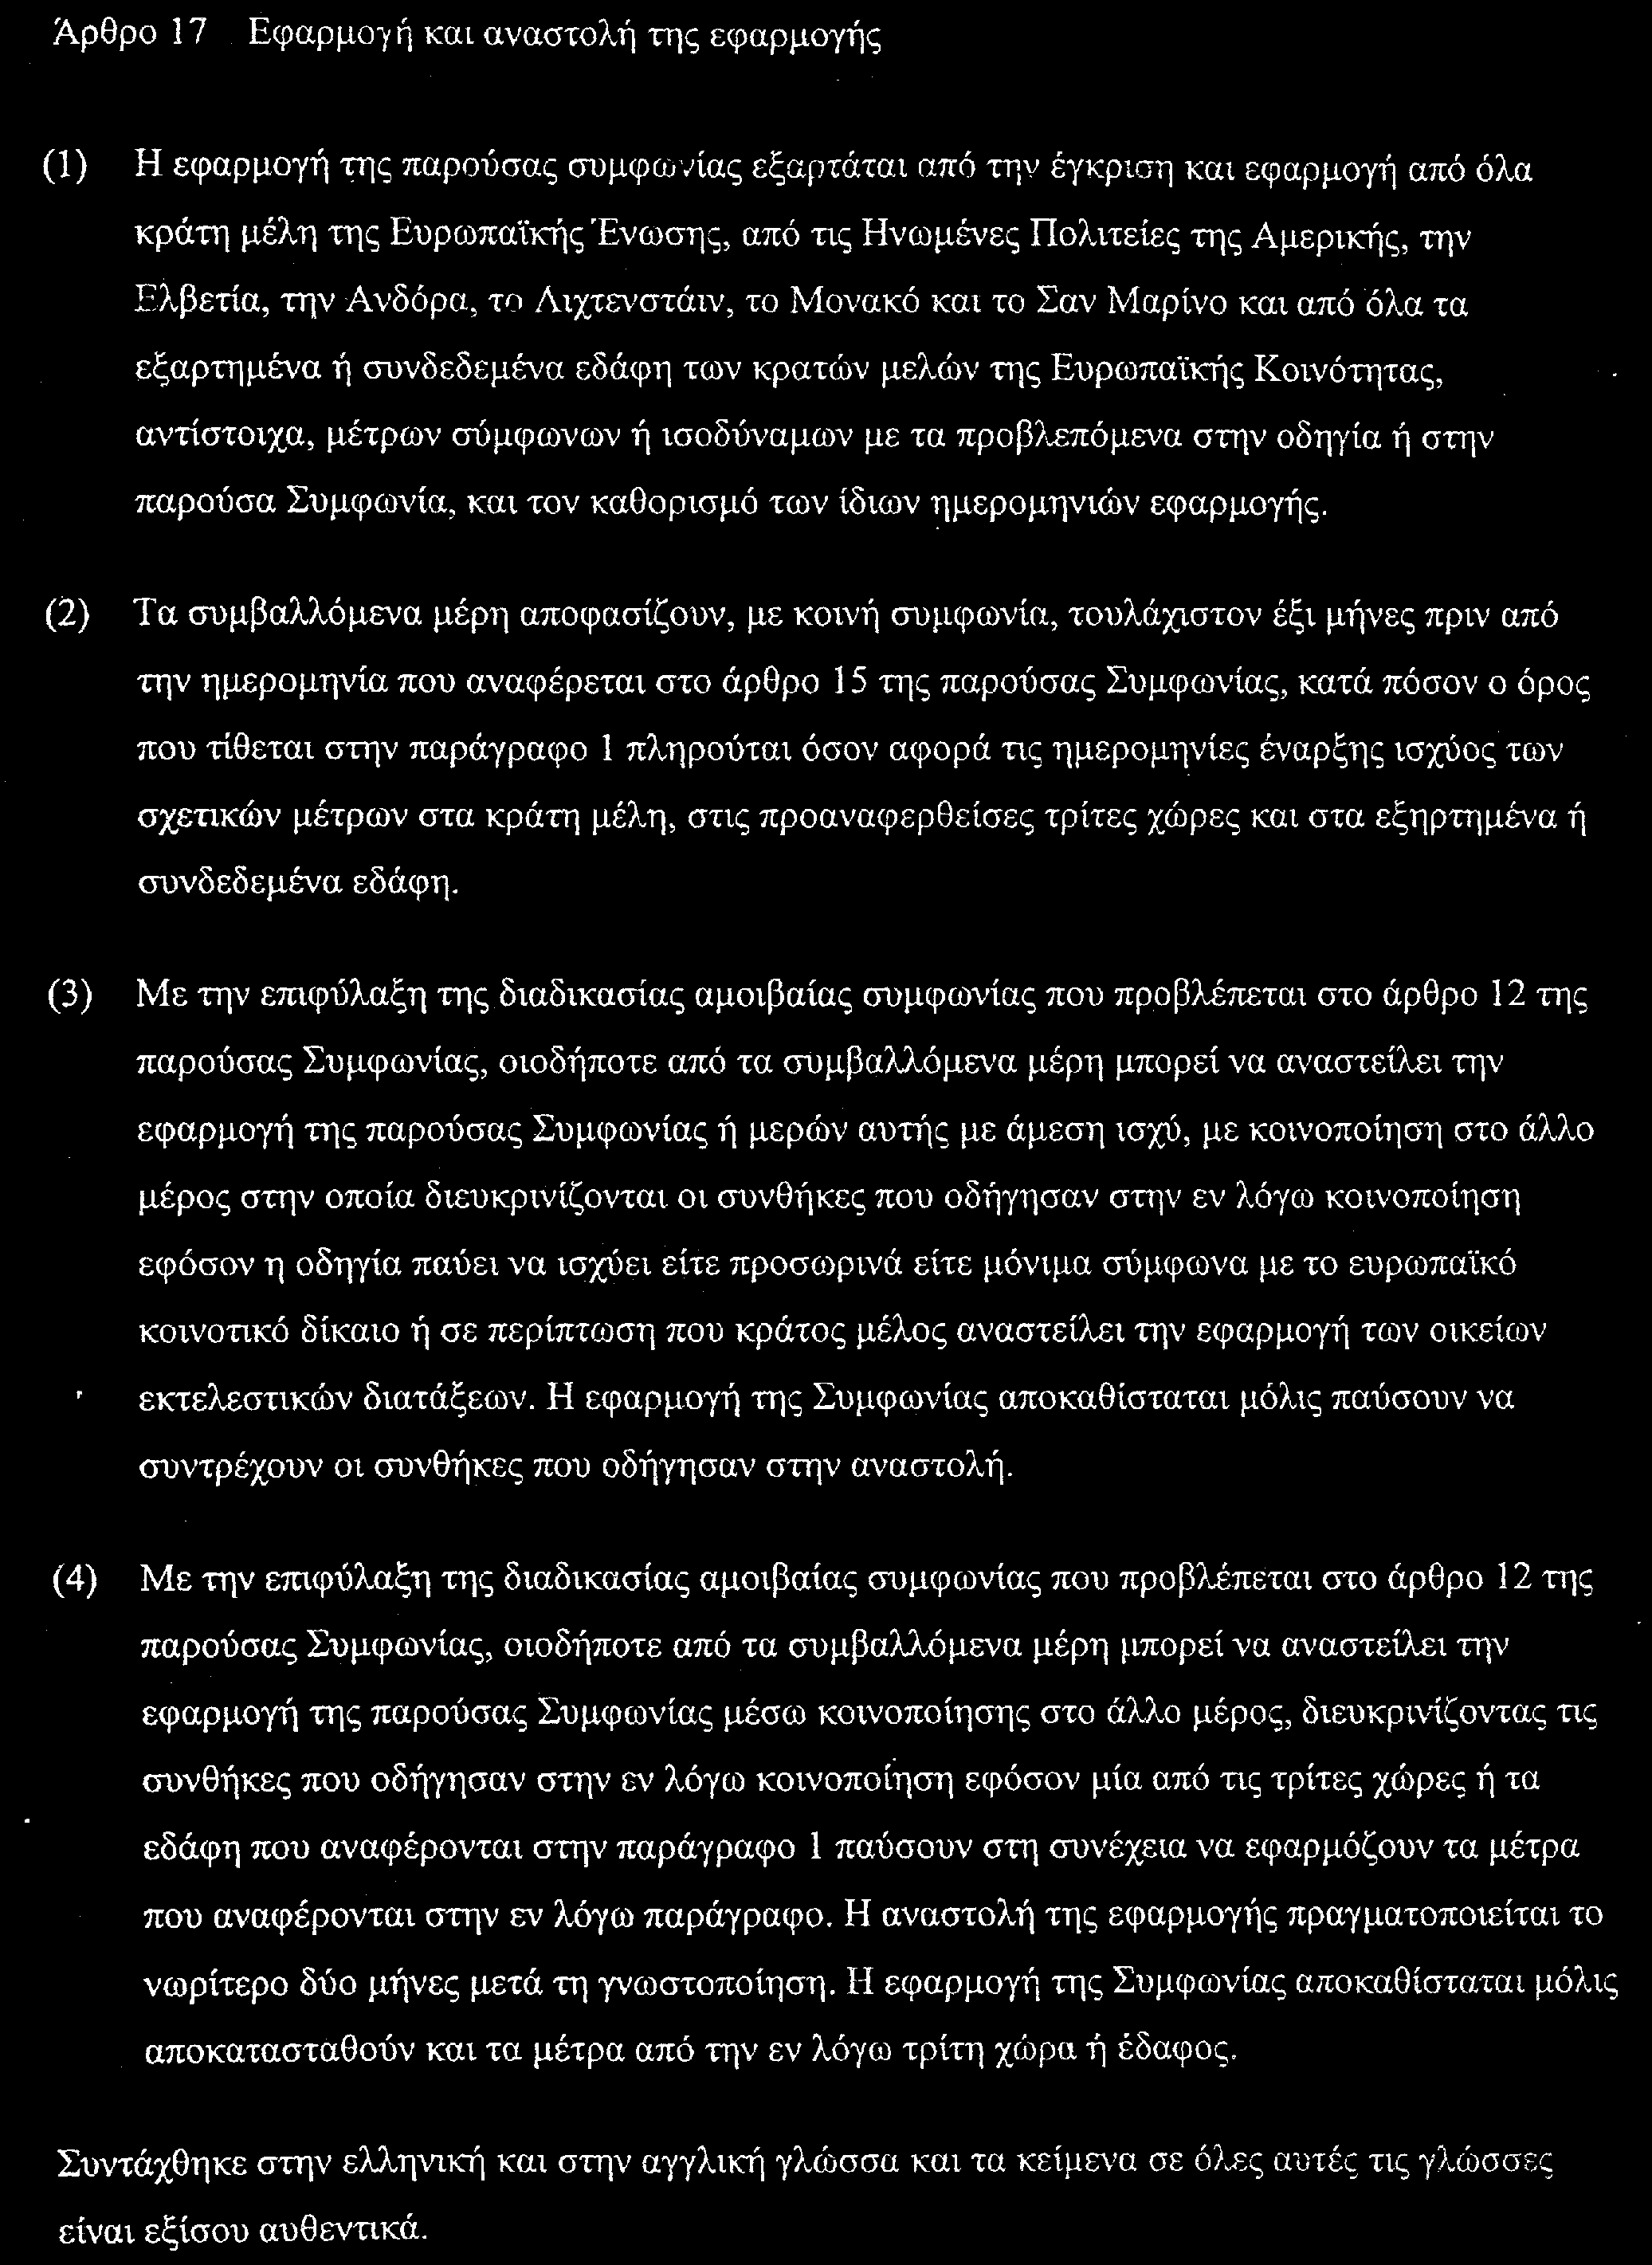 Άρθρο 17 Εφαρμογή και αναστολή της εφαρμογής
(1) Η εφαρμογή της παρούσας συμφωνίας εξαρτάται από την έγκριση και εφαρμογή από όλα
κράτη μέλη της Ευρωπαϊκής Ένωσης, από τις Ηνωμένες Πολιτείες της Αμερικής, την
Ελβετία, την Ανδόρα, το Λιχτενστάιν, το Μονακό και το Σαν Μαρίνο και από όλα τα
εξαρτημένα ή συνδεδεμένα εδάφη των κρατών μελών της Ευρωπαϊκής Κοινότητας,
αντίστοιχα, μέτρων σύμφωνων ή ισοδύναμων με τα προβλεπόμενα στην οδηγία ή στην
παρούσα Συμφωνία, και τον καθορισμό των ίδιων ημερομηνιών εφαρμογής.
(2) Τα συμβαλλόμενα μέρη αποφασίζουν, με κοινή συμφωνία, τουλάχιστον έξι μήνες πριν από
την ημερομηνία που αναφέρεται στο άρθρο 15 της παρούσας Συμφωνίας, κατά πόσον ο όρος
που τίθεται στην παράγραφο 1 πληρούται όσον αφορά τις ημερομηνίες έναρξης ισχύος των
σχετικών μέτρων στα κράτη μέλη, στις προαναφερθείσες τρίτες χώρες και στα εξηρτημένα ή
συνδεδεμένα εδάφη.
(3) Με την επιφύλαξη της διαδικασίας αμοιβαίας συμφωνίας που προβλέπεται στο άρθρο 12 της
παρούσας Συμφωνίας, οιοδήποτε από τα συμβαλλόμενα μέρη μπορεί να αναστείλει την
εφαρμογή της παρούσας Συμφωνίας ή μερών αυτής με άμεση ισχύ, με κοινοποίηση στο άλλο
μέρος στην οποία διευκρινίζονται οι συνθήκες που οδήγησαν στην εν λόγω κοινοποίηση
εφόσον η οδηγία παύει να ισχύει είτε προσωρινά είτε μόνιμα σύμφωνα με το ευρωπαϊκό
κοινοτικό δίκαιο ή σε περίπτωση που κράτος μέλος αναστείλει την εφαρμογή των οικείων
εκτελεστικών διατάξεων. Η εφαρμογή της Συμφωνίας αποκαθίσταται μόλις παύσουν να
συντρέχουν οι συνθήκες που οδήγησαν στην αναστολή.
(4) Με την επιφύλαξη της διαδικασίας αμοιβαίας συμφωνίας που προβλέπεται στο άρθρο 12 της
παρούσας Συμφωνίας, οιοδήποτε από τα συμβαλλόμενα μέρη μπορεί να αναστείλει την
εφαρμογή της παρούσας Συμφωνίας μέσω κοινοποίησης στο άλλο μέρος, διευκρινίζοντας τις
συνθήκες που οδήγησαν στην εν λόγω κοινοποίηση εφόσον μία από τις τρίτες χώρες ή τα
εδάφη που αναφέρονται στην παράγραφο 1 παύσουν στη συνέχεια να εφαρμόζουν τα μέτρα
που αναφέρονται στην εν λόγω παράγραφο. Η αναστολή της εφαρμογής πραγματοποιείται το
νωρίτερο δύο μήνες μετά τη γνωστοποίηση. Η εφαρμογή της Συμφωνίας αποκαθίσταται μόλις
αποκατασταθούν και τα μέτρα από την εν λόγω τρίτη χώρα ή έδαφος.
Συντάχθηκε στην ελληνική και στην αγγλική γλώσσα και τα κείμενα σε όλες αυτές τις γλώσσες
είναι εξίσου αυθεντικά.